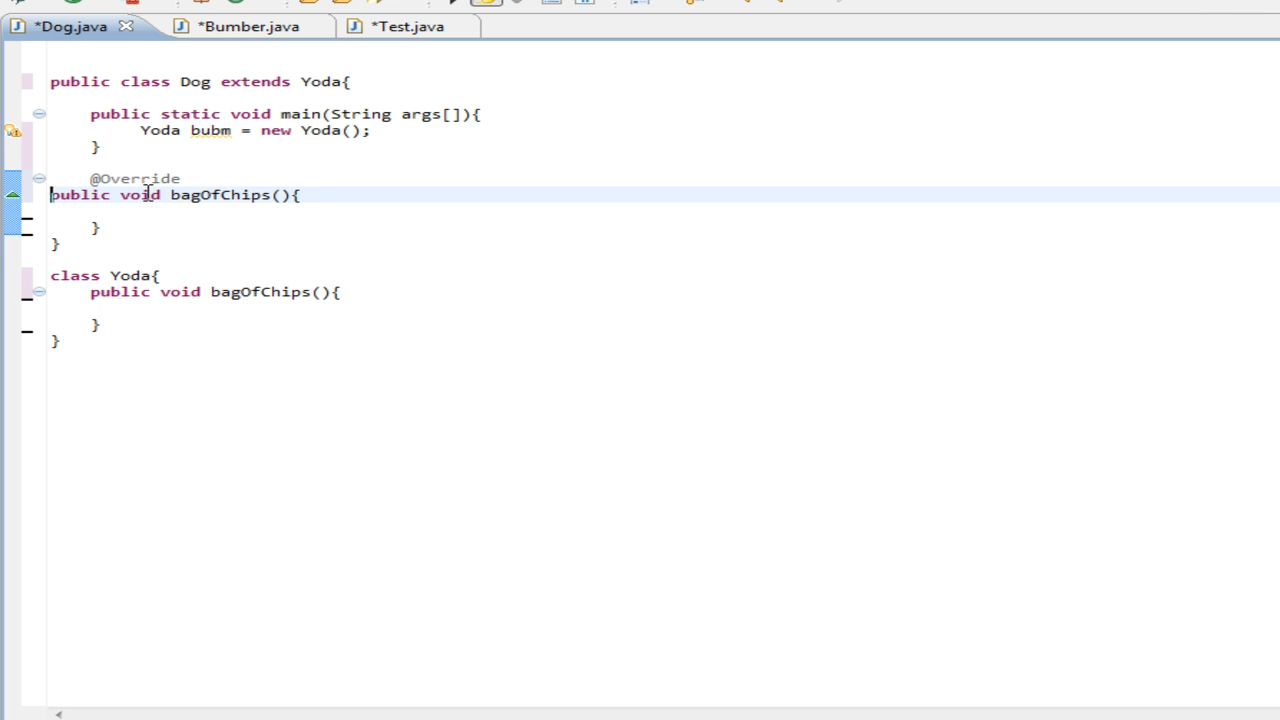 *Dog.java *Bumber.java *Test.java
public class Dog extends Yoda{
public static void main(String args[]){
Yoda bubm = new Yoda();
}
@Override
public void bagOfChips(){
}
}
class Yoda{
public void bagOfChips(){
}
}